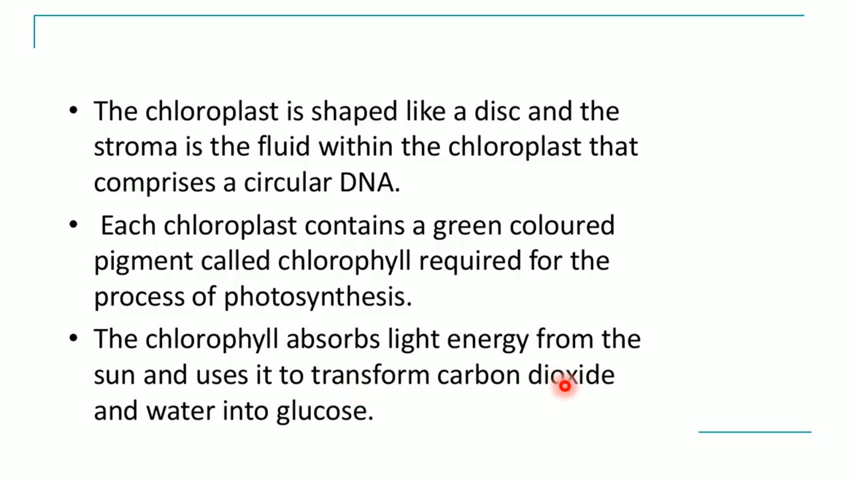 • The chloroplast is shaped like a disc and the
stroma is the fluid within the chloroplast that
comprises a circular DNA.
• Each chloroplast contains a green coloured
pigment called chlorophyll required for the
process of photosynthesis.
• The chlorophyll absorbs light energy from the
sun and uses it to transform carbon dioxide
and water into glucose.